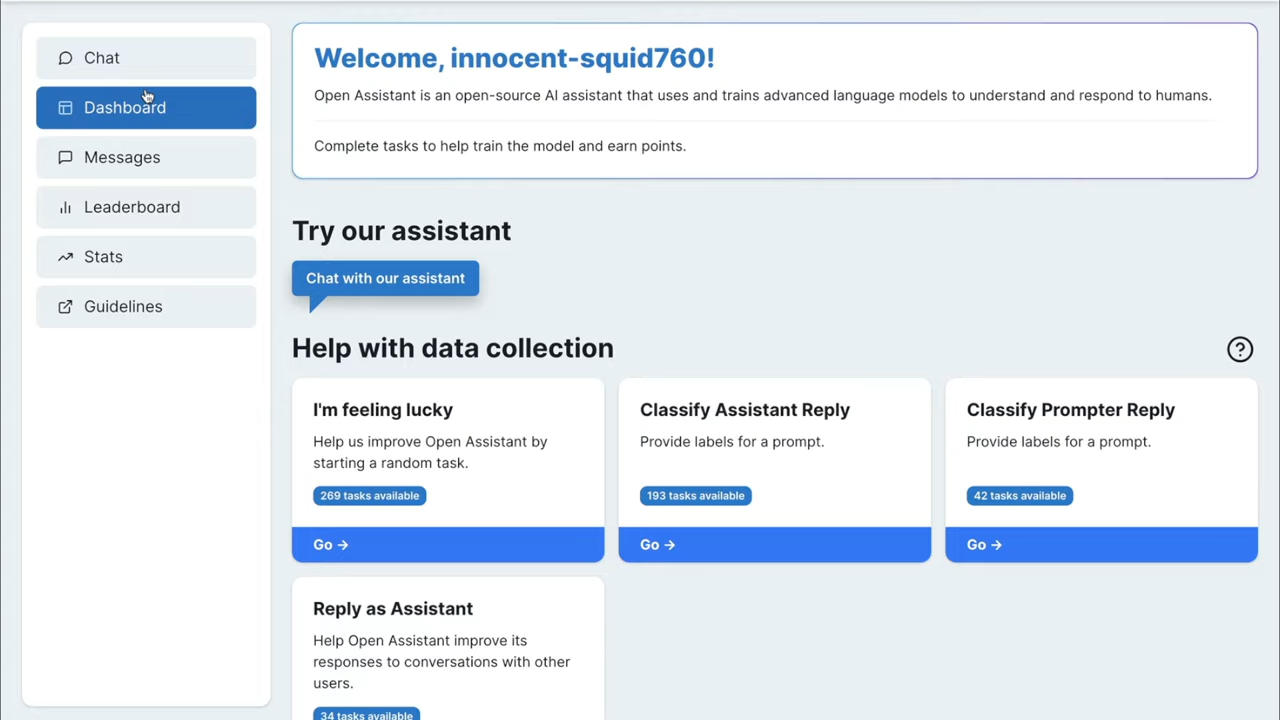 Chat
Dashboard
Messages
Leaderboard
Stats
Guidelines
Welcome, innocent-squid760!
Open Assistant is an open-source AI assistant that uses and trains advanced language models to understand and respond to humans.
Complete tasks to help train the model and earn points.
Try our assistant
Chat with our assistant
Help with data collection
I'm feeling lucky
Help us improve Open Assistant by
starting a random task.
269 tasks available
Go →
Classify Assistant Reply
Provide labels for a prompt.
193 tasks available
Go →
Classify Prompter Reply
Provide labels for a prompt.
42 tasks available
Go →
Reply as Assistant
Help Open Assistant improve its
responses to conversations with other
users.
34 tasks available